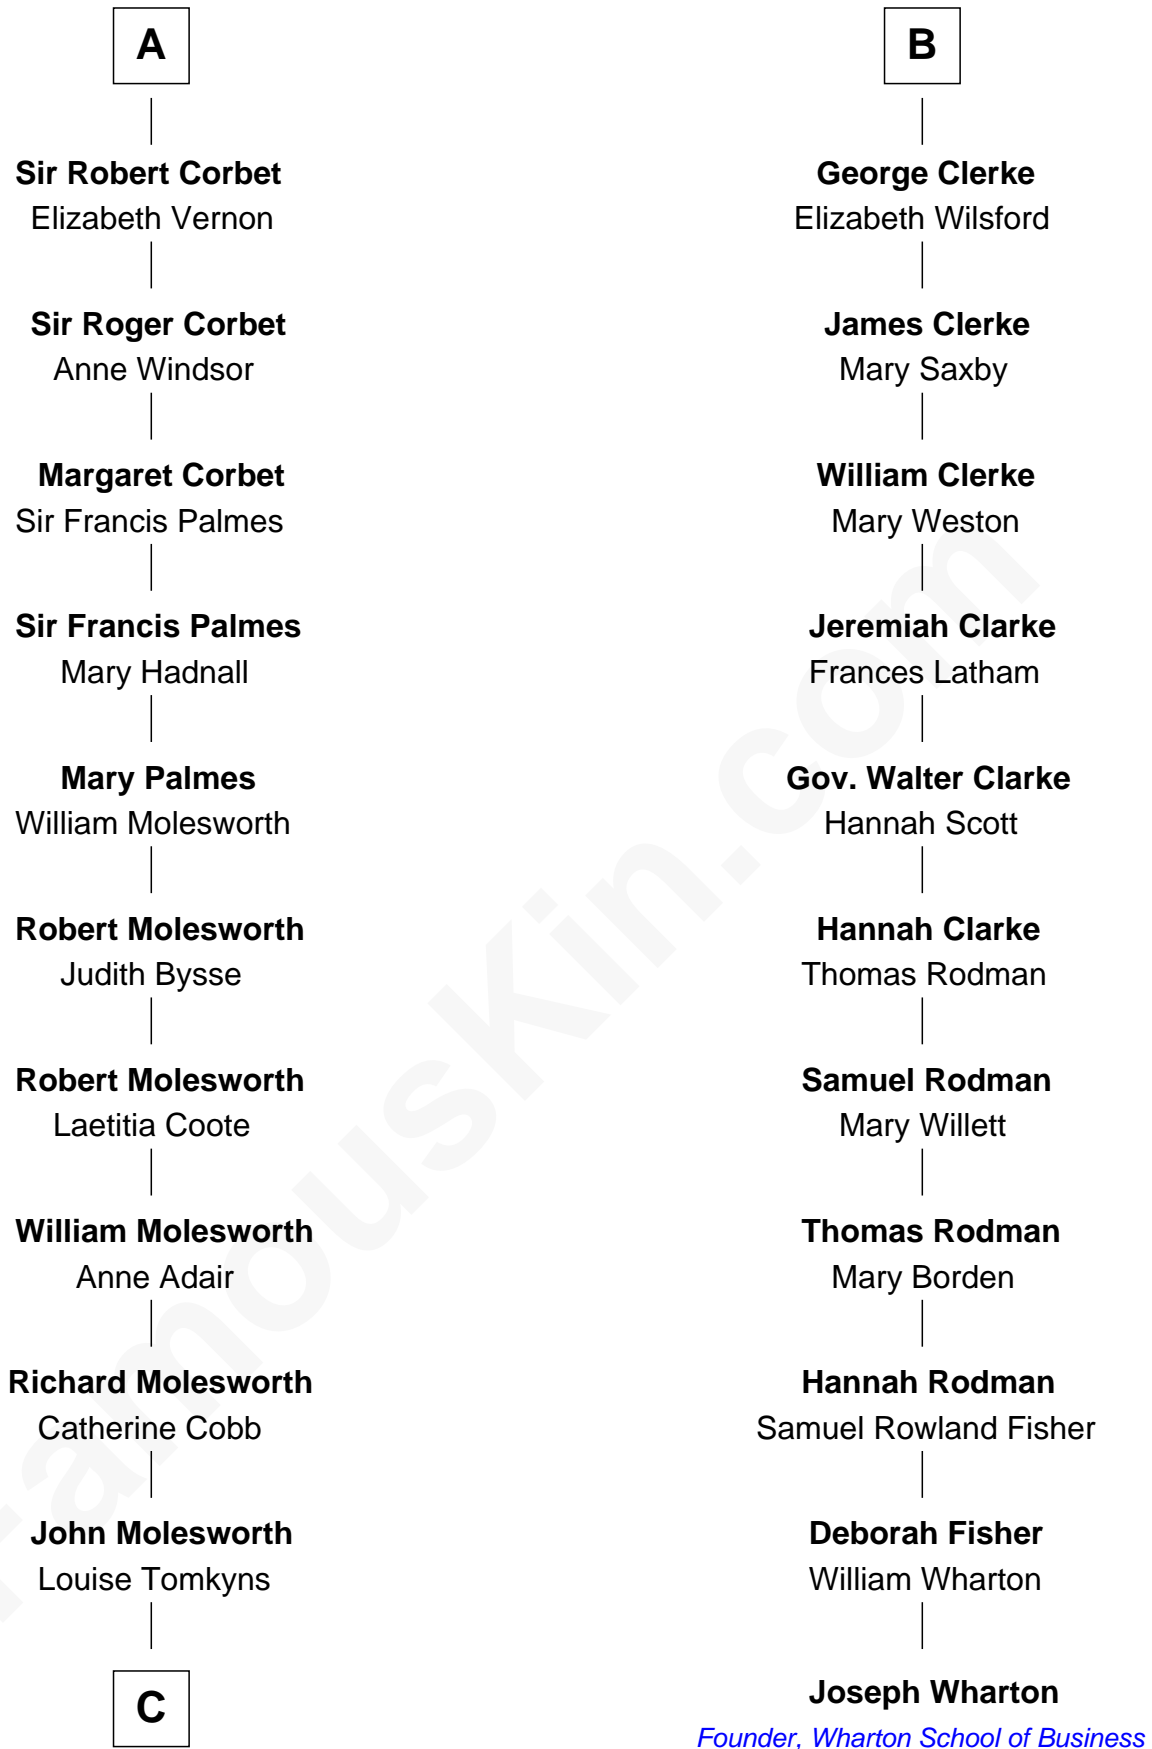 A
Sir Robert Corbet
Elizabeth Vernon
Sir Roger Corbet
Anne Windsor
Margaret Corbet
Sir Francis Palmes
Sir Francis Palmes
Mary Hadnall
Mary Palmes
William Molesworth
Robert Molesworth
Judith Bysse
Robert Molesworth
Laetitia Coote
William Molesworth
Anne Adair
Richard Molesworth
Catherine Cobb
John Molesworth
Louise Tomkyns
C
B
George Clerke
Elizabeth Wilsford
James Clerke
Mary Saxby
William Clerke
Mary Weston
Jeremiah Clarke
Frances Latham
Gov. Walter Clarke
Hannah Scott
Hannah Clarke
Thomas Rodman
Samuel Rodman
Mary Willett
Thomas Rodman
Mary Borden
Hannah Rodman
Samuel Rowland Fisher
Deborah Fisher
William Wharton
Joseph Wharton
Founder, Wharton School of Business
FamousKin.com